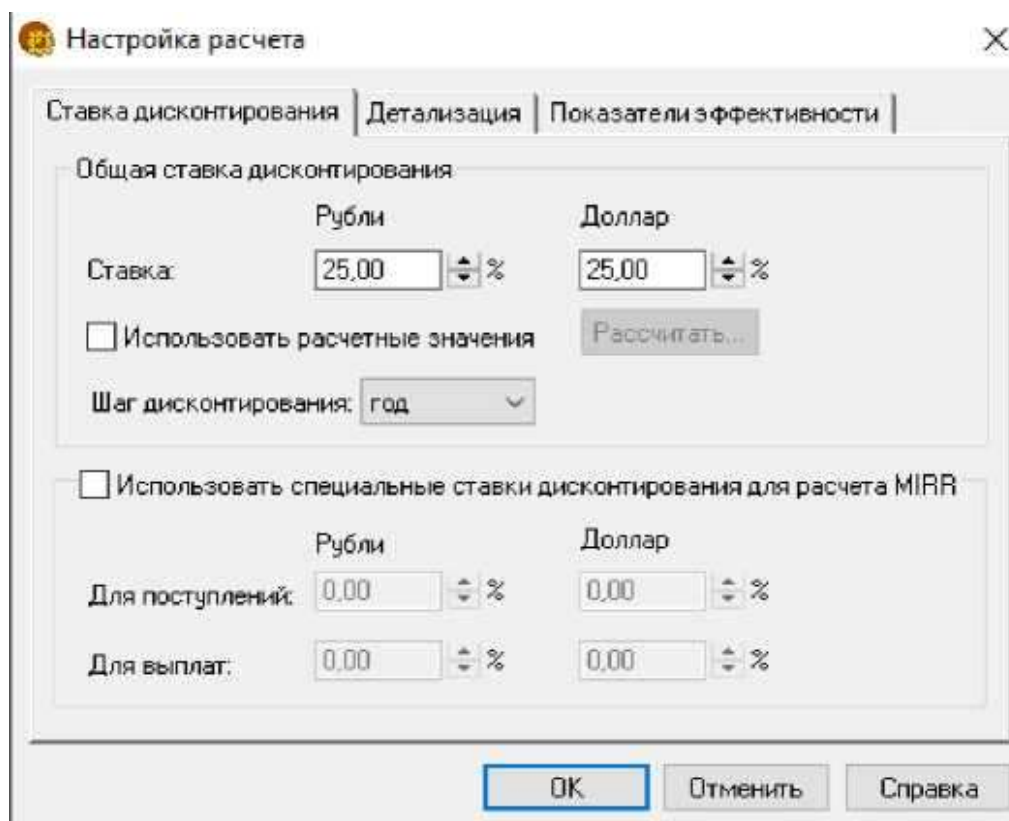 Настройка расчета
Ставка дисконтирования Детализация Показатели эффективности
Общая ставка дисконтирования
Рубли Доллар
Ставка: 25,00 % 25,00 %
Использовать расчетные значения Рассчитать...
Шаг дисконтирования: год
Использовать специальные ставки дисконтирования для расчета MIRR
Рубли Доллар
Для поступлений: 0,00 % 0,00 %
Для выплат: 0,00 % 0,00 %
OK Отменить Справка